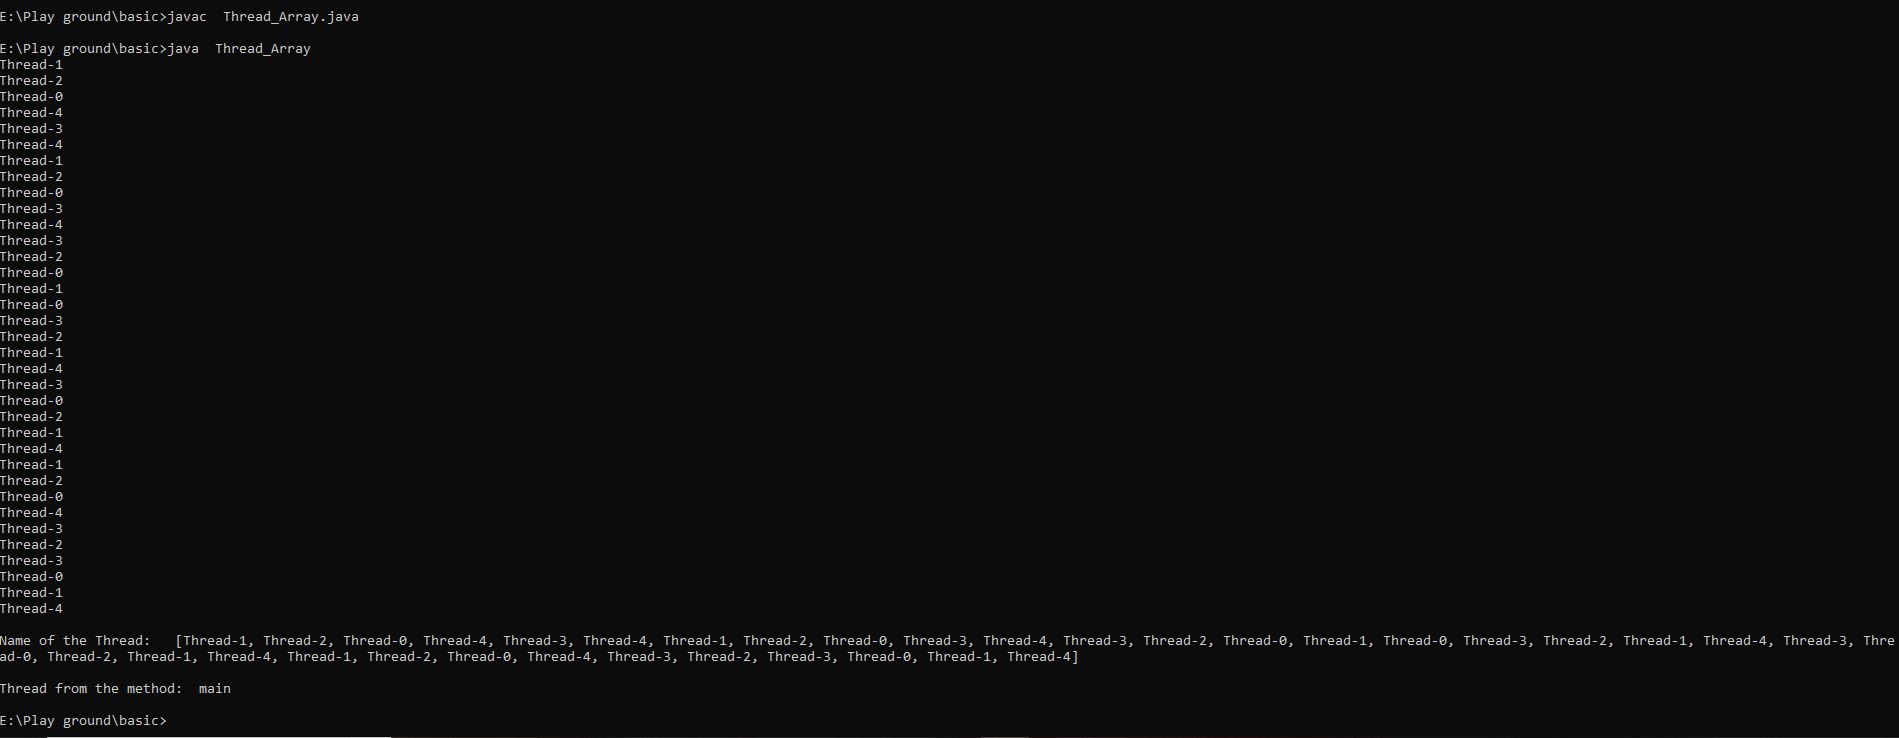 E:\Play ground\basic>javac  Thread_Array.java
E:\Play ground\basic>java  Thread_Array
Thread-1
Thread-2
Thread-0
Thread-4
Thread-3
Thread-4
Thread-1
Thread-2
Thread-0
Thread-3
Thread-4
Thread-3
Thread-2
Thread-0
Thread-1
Thread-0
Thread-3
Thread-2
Thread-1
Thread-4
Thread-3
Thread-0
Thread-2
Thread-1
Thread-4
Thread-1
Thread-2
Thread-0
Thread-4
Thread-3
Thread-2
Thread-3
Thread-0
Thread-1
Thread-4
Name of the Thread:   [Thread-1, Thread-2, Thread-0, Thread-4, Thread-3, Thread-4, Thread-1, Thread-2, Thread-0, Thread-3, Thread-4, Thread-3, Thread-2, Thread-0, Thread-1, Thread-0, Thread-3, Thread-2, Thread-1, Thread-4, Thread-3, Thre
ad-0, Thread-2, Thread-1, Thread-4, Thread-1, Thread-2, Thread-0, Thread-4, Thread-3, Thread-2, Thread-3, Thread-0, Thread-1, Thread-4]
Thread from the method:  main
E:\Play ground\basic>